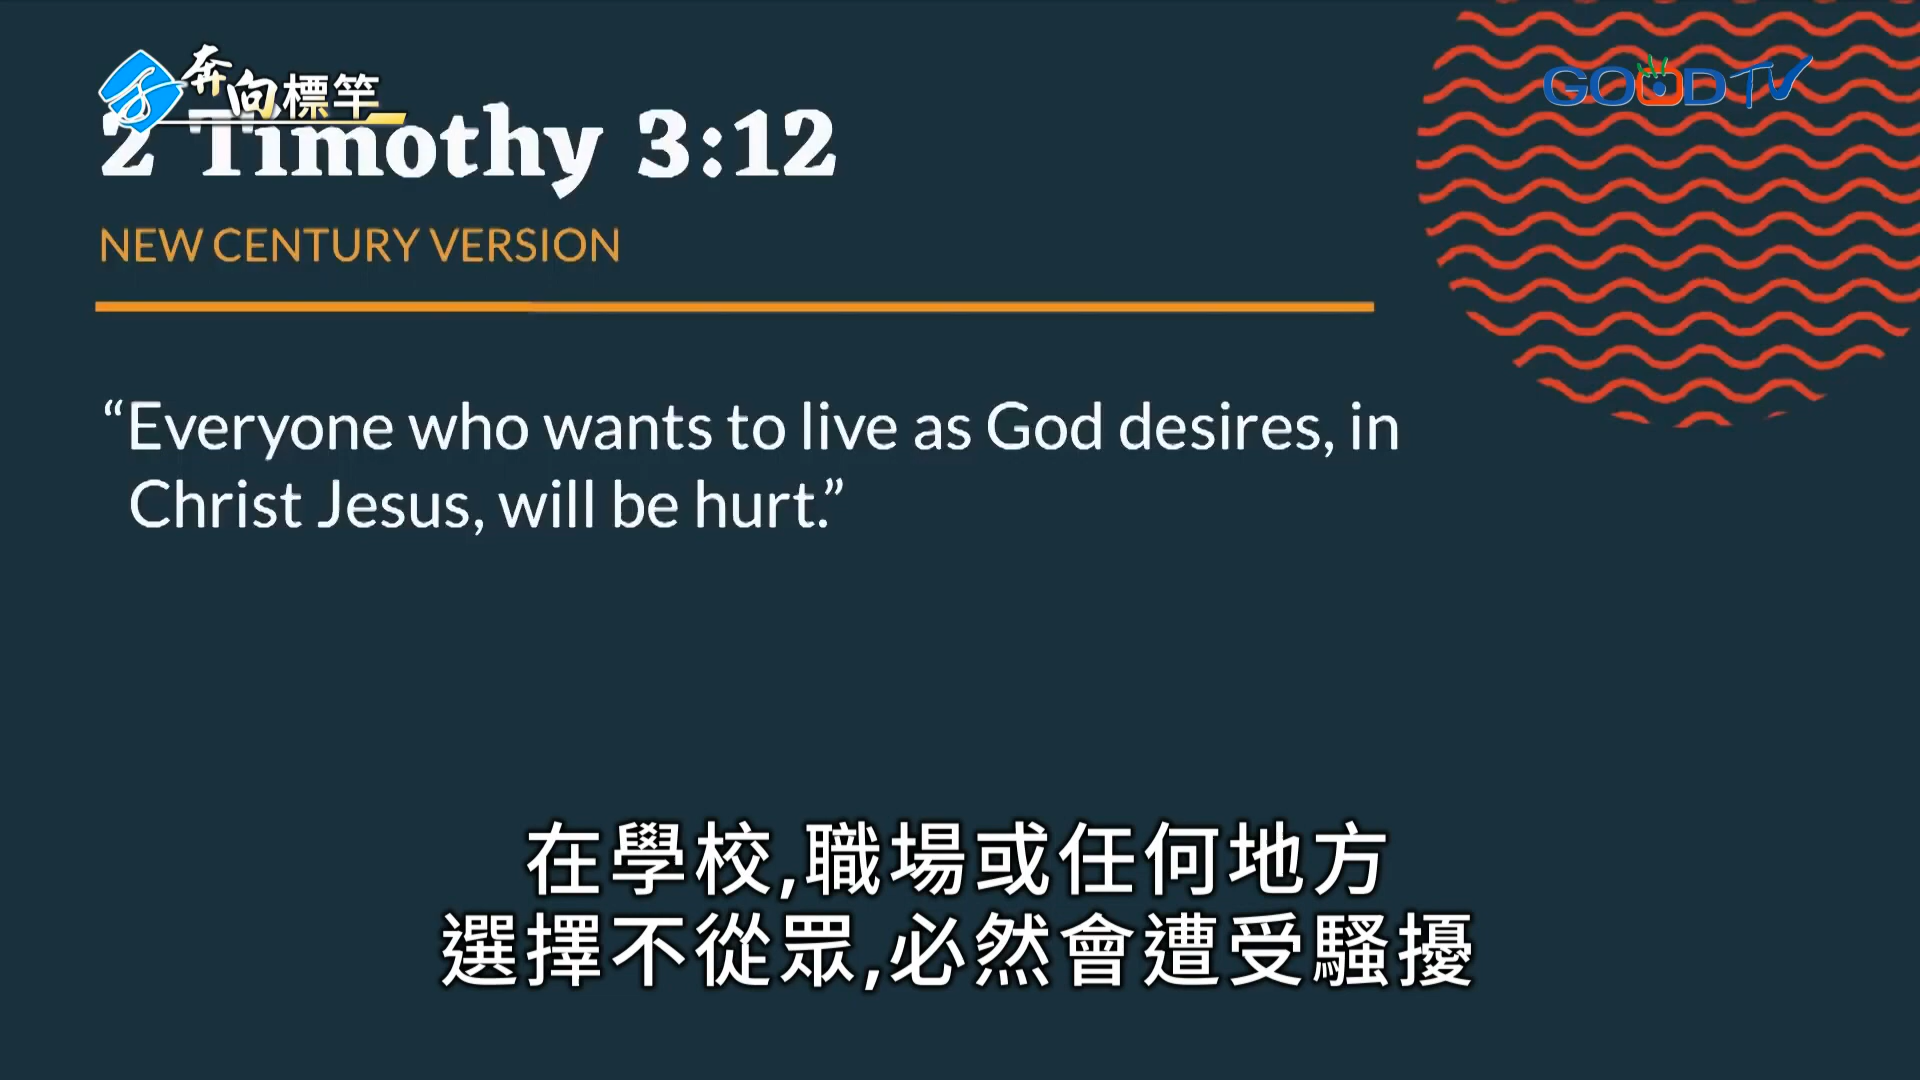 奔向標竿
GOOD TV
2 Timothy 3:12
NEW CENTURY VERSION
“Everyone who wants to live as God desires, in
Christ Jesus, will be hurt.”
在學校,職場或任何地方
選擇不從眾,必然會遭受騷擾